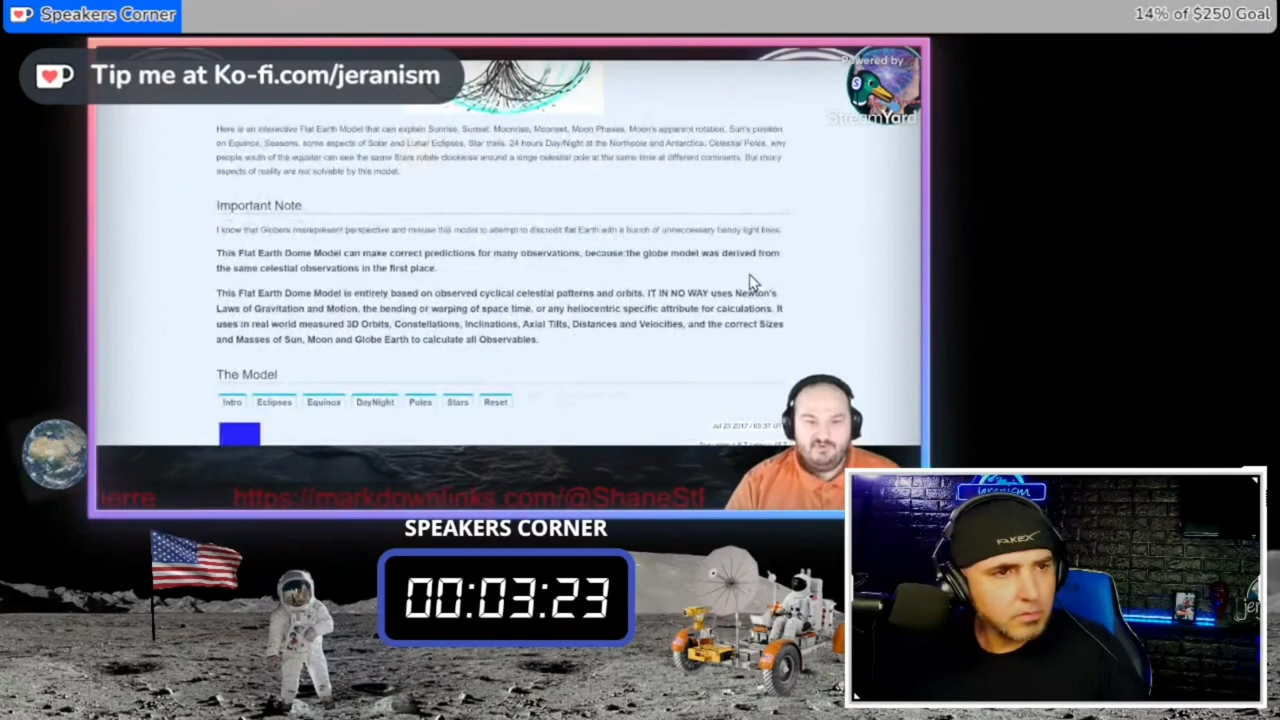 Speakers Corner
14% of $250 Goal
Tip me at Ko-fi.com/jeranism
Powered by
S
StreamYard
Here is an interactive Flat Earth Model that can explain Sunrise, Sunset, Moonrise, Moonset, Moon Phases, Moon's apparent rotation, Sun's position
on Equinox, Seasons, some aspects of Solar and Lunar Eclipses, Star trails, 24 hours Day/Night at the Northpole and Antarctica, Celestial Poles, why
people south of the equator can see the same Stars rotate clockwise around a singe celestial pole at the same time at different continents. But many
aspects of reality are not solvable by this model.
Important Note
I know that Globers misrepresent perspective and misuse this model to attempt to discredit flat Earth with a bunch of unneccessary bendy light lines.
This Flat Earth Dome Model can make correct predictions for many observations, because the globe model was derived from
the same celestial observations in the first place.
This Flat Earth Dome Model is entirely based on observed cyclical celestial patterns and orbits. IT IN NO WAY uses Newton's
Laws of Gravitation and Motion, the bending or warping of space time, or any heliocentric specific attribute for calculations. It
uses in real world measured 3D Orbits, Constellations, Inclinations, Axial Tilts, Distances and Velocities, and the correct Sizes
and Masses of Sun, Moon and Globe Earth to calculate all Observables.
The Model
Intro Eclipses Equinox DayNight Poles Stars Reset
Jul 23 2017 / 03:37 UT
ierre https://markdownlinks.com/@ShaneStP
SPEAKERS CORNER
00:03:23
jeranism
FAKEX
jer